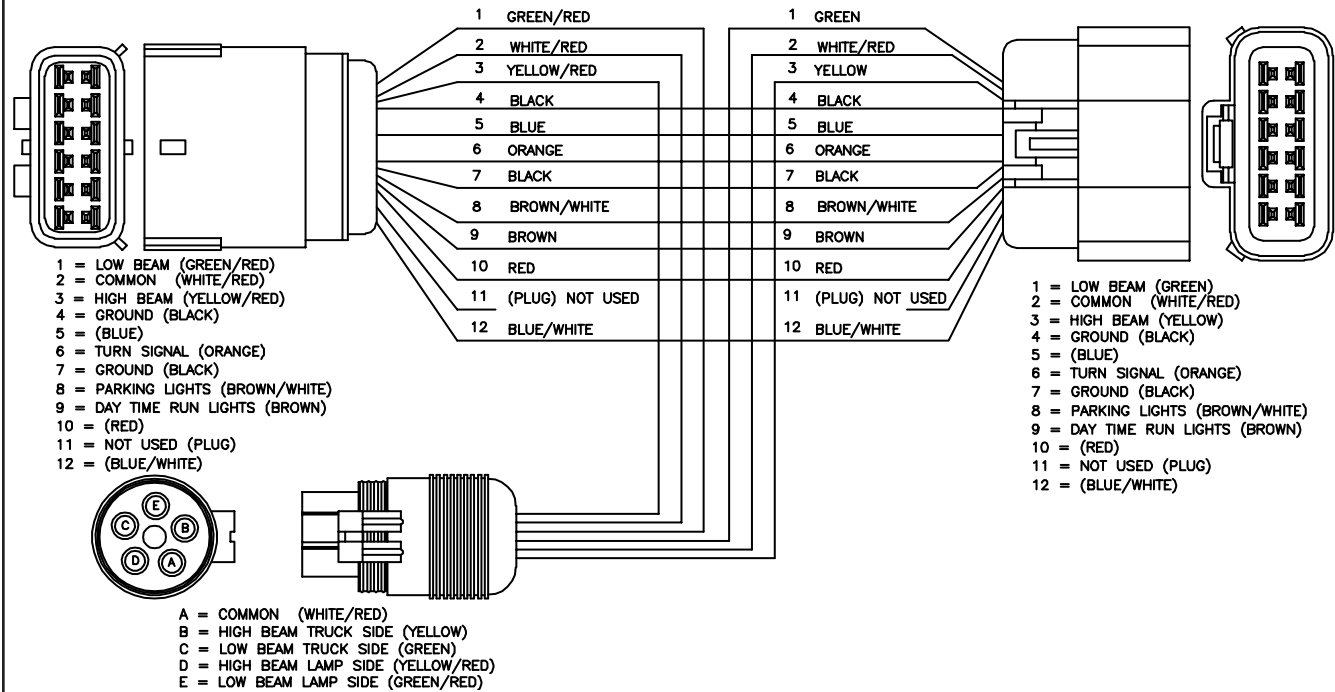 1 GREEN/RED
2 WHITE/RED
3 YELLOW/RED
4 BLACK
5 BLUE
6 ORANGE
7 BLACK
8 BROWN/WHITE
9 BROWN
10 RED
11 (PLUG) NOT USED
12 BLUE/WHITE
1 GREEN
2 WHITE/RED
3 YELLOW
4 BLACK
5 BLUE
6 ORANGE
7 BLACK
8 BROWN/WHITE
9 BROWN
10 RED
11 (PLUG) NOT USED
12 BLUE/WHITE
1 = LOW BEAM (GREEN/RED)
2 = COMMON (WHITE/RED)
3 = HIGH BEAM (YELLOW/RED)
4 = GROUND (BLACK)
5 = (BLUE)
6 = TURN SIGNAL (ORANGE)
7 = GROUND (BLACK)
8 = PARKING LIGHTS (BROWN/WHITE)
9 = DAY TIME RUN LIGHTS (BROWN)
10 = (RED)
11 = NOT USED (PLUG)
12 = (BLUE/WHITE)
1 = LOW BEAM (GREEN)
2 = COMMON (WHITE/RED)
3 = HIGH BEAM (YELLOW)
4 = GROUND (BLACK)
5 = (BLUE)
6 = TURN SIGNAL (ORANGE)
7 = GROUND (BLACK)
8 = PARKING LIGHTS (BROWN/WHITE)
9 = DAY TIME RUN LIGHTS (BROWN)
10 = (RED)
11 = NOT USED (PLUG)
12 = (BLUE/WHITE)
E
C B
D A
A = COMMON (WHITE/RED)
B = HIGH BEAM TRUCK SIDE (YELLOW)
C = LOW BEAM TRUCK SIDE (GREEN)
D = HIGH BEAM LAMP SIDE (YELLOW/RED)
E = LOW BEAM LAMP SIDE (GREEN/RED)